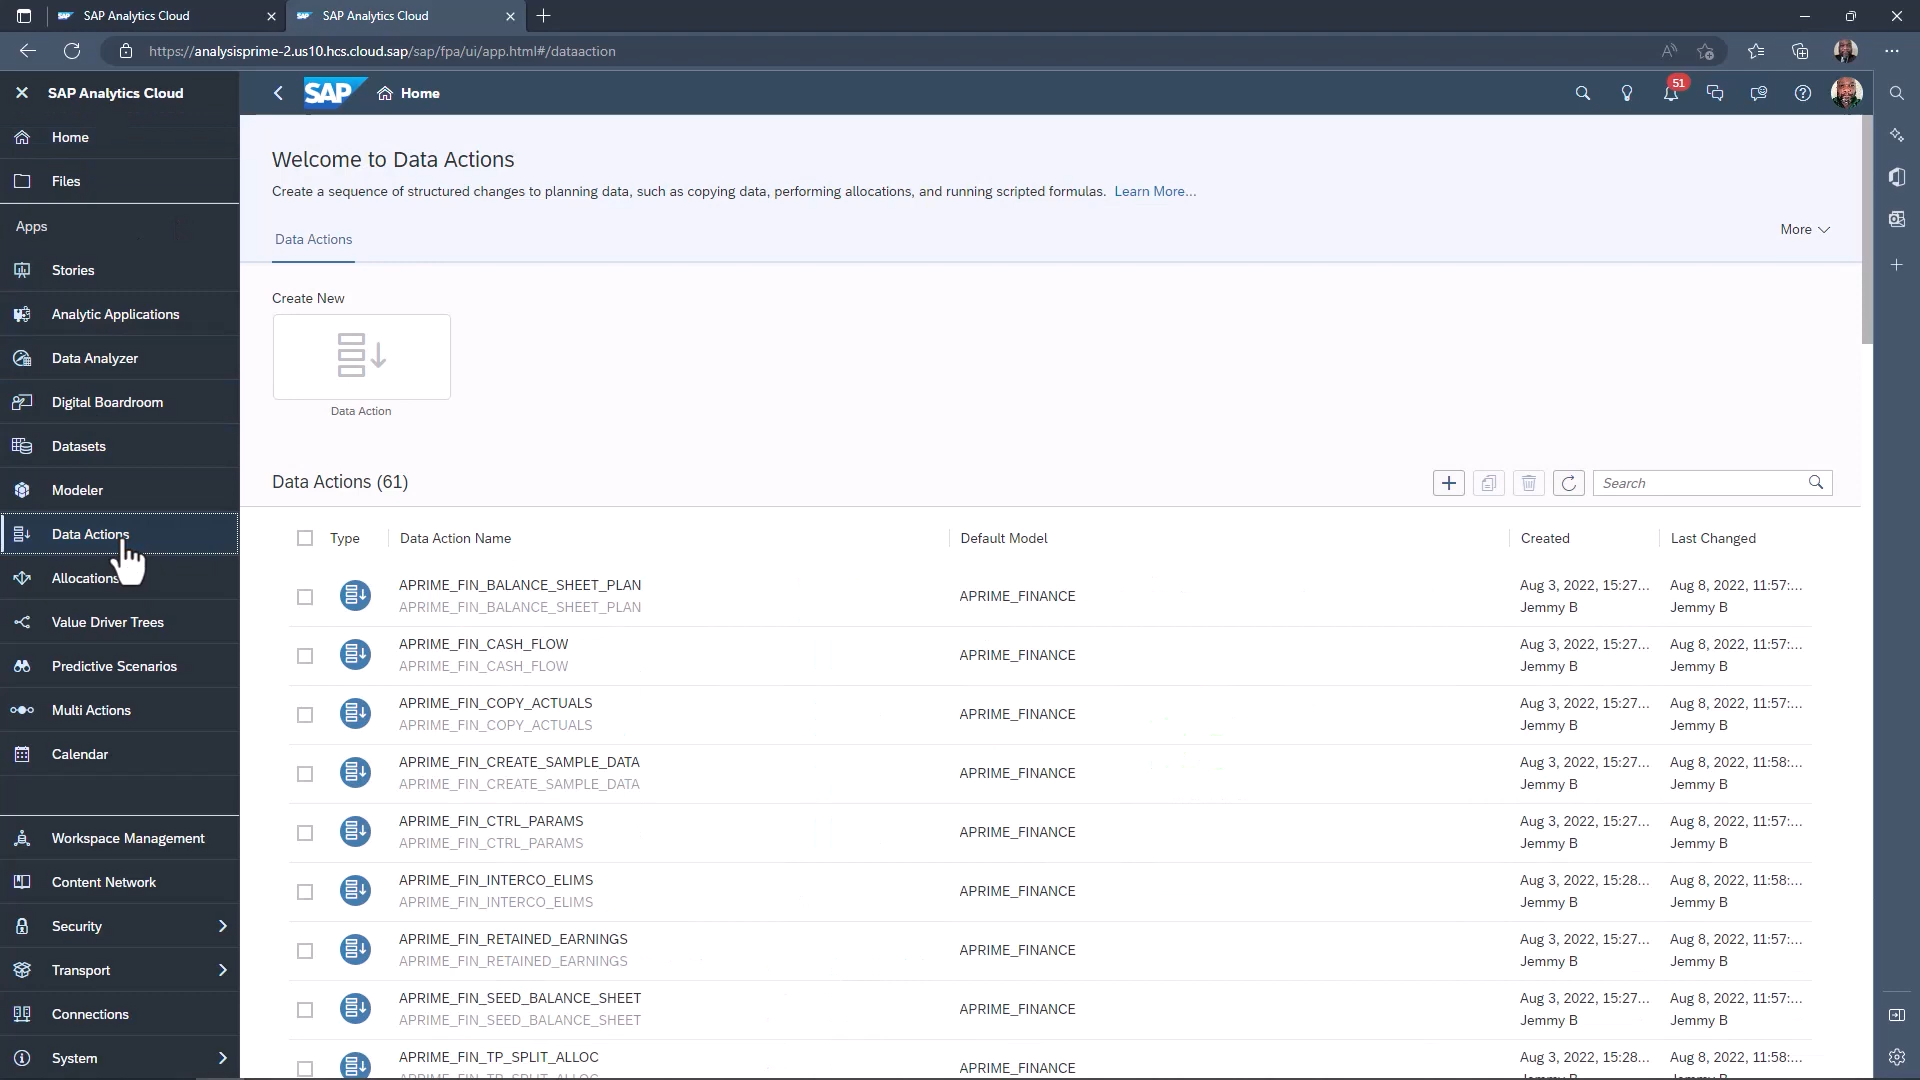 SAP Analytics Cloud
SAP Analytics Cloud
https://analysisprime-2.us10.hcs.cloud.sap/sap/fpa/ui/app.html#/dataaction
SAP Analytics Cloud
SAP
Home
51
Home
Files
Apps
Stories
Analytic Applications
Data Analyzer
Digital Boardroom
Datasets
Modeler
Data Actions
Allocations
Value Driver Trees
Predictive Scenarios
Multi Actions
Calendar
Workspace Management
Content Network
Security
Transport
Connections
System
Welcome to Data Actions
Create a sequence of structured changes to planning data, such as copying data, performing allocations, and running scripted formulas. Learn More...
Data Actions
More
Create New
Data Action
Data Actions (61)
Search
Type Data Action Name Default Model Created Last Changed
APRIME_FIN_BALANCE_SHEET_PLAN
APRIME_FIN_BALANCE_SHEET_PLAN
APRIME_FINANCE
Aug 3, 2022, 15:27...
Jemmy B
Aug 8, 2022, 11:57:...
Jemmy B
APRIME_FIN_CASH_FLOW
APRIME_FIN_CASH_FLOW
APRIME_FINANCE
Aug 3, 2022, 15:27...
Jemmy B
Aug 8, 2022, 11:57:...
Jemmy B
APRIME_FIN_COPY_ACTUALS
APRIME_FIN_COPY_ACTUALS
APRIME_FINANCE
Aug 3, 2022, 15:27...
Jemmy B
Aug 8, 2022, 11:57:...
Jemmy B
APRIME_FIN_CREATE_SAMPLE_DATA
APRIME_FIN_CREATE_SAMPLE_DATA
APRIME_FINANCE
Aug 3, 2022, 15:27...
Jemmy B
Aug 8, 2022, 11:58:...
Jemmy B
APRIME_FIN_CTRL_PARAMS
APRIME_FIN_CTRL_PARAMS
APRIME_FINANCE
Aug 3, 2022, 15:27...
Jemmy B
Aug 8, 2022, 11:57:...
Jemmy B
APRIME_FIN_INTERCO_ELIMS
APRIME_FIN_INTERCO_ELIMS
APRIME_FINANCE
Aug 3, 2022, 15:28...
Jemmy B
Aug 8, 2022, 11:58:...
Jemmy B
APRIME_FIN_RETAINED_EARNINGS
APRIME_FIN_RETAINED_EARNINGS
APRIME_FINANCE
Aug 3, 2022, 15:27...
Jemmy B
Aug 8, 2022, 11:57:...
Jemmy B
APRIME_FIN_SEED_BALANCE_SHEET
APRIME_FIN_SEED_BALANCE_SHEET
APRIME_FINANCE
Aug 3, 2022, 15:27...
Jemmy B
Aug 8, 2022, 11:57:...
Jemmy B
APRIME_FIN_TP_SPLIT_ALLOC
APRIME_FIN_TP_SPLIT_ALLOC
APRIME_FINANCE
Aug 3, 2022, 15:28...
Jemmy B
Aug 8, 2022, 11:58:...
Jemmy B